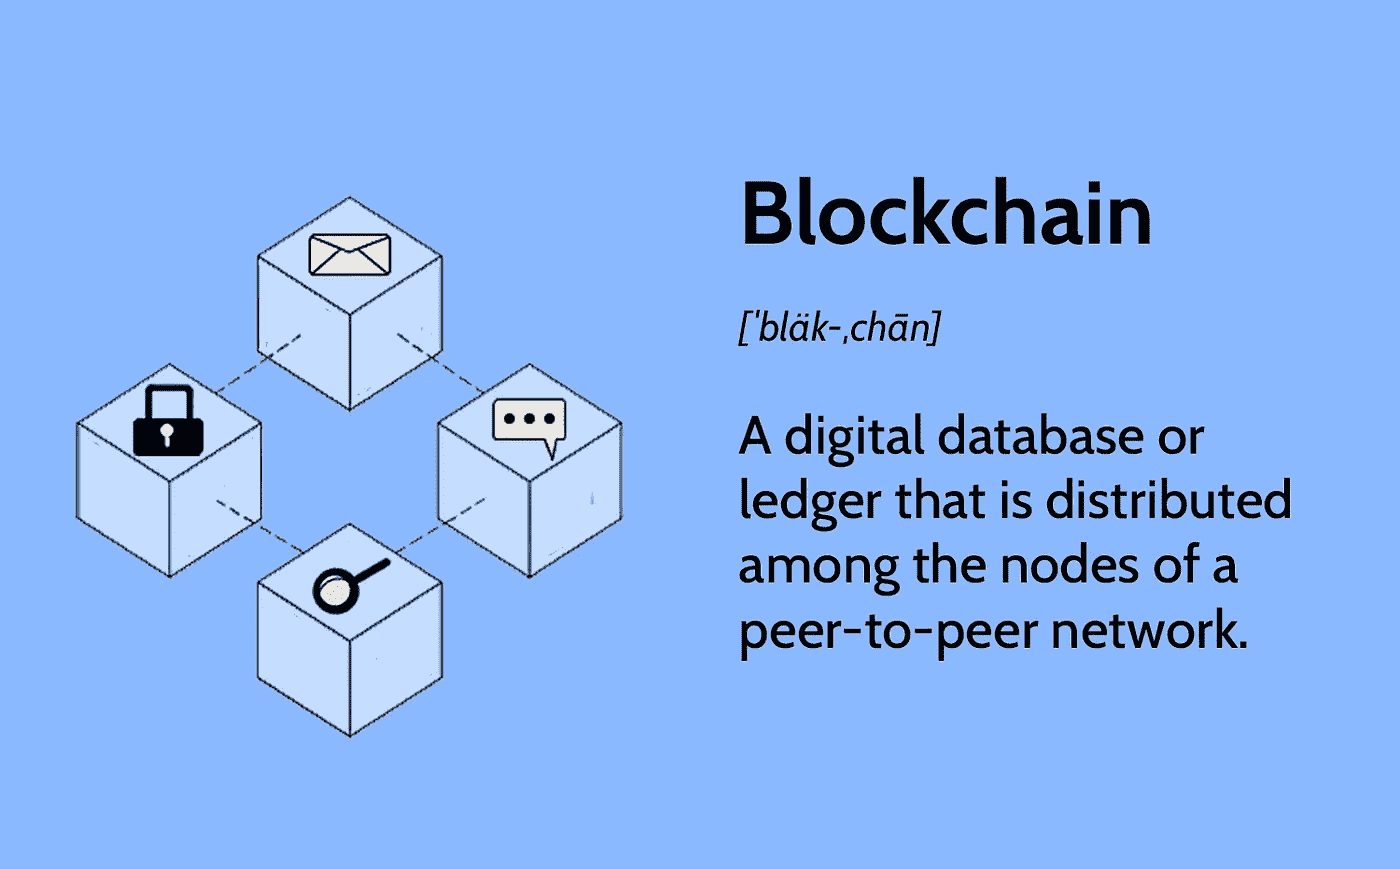 Blockchain
[ˈbläk-ˌchān]
A digital database or
ledger that is distributed
among the nodes of a
peer-to-peer network.